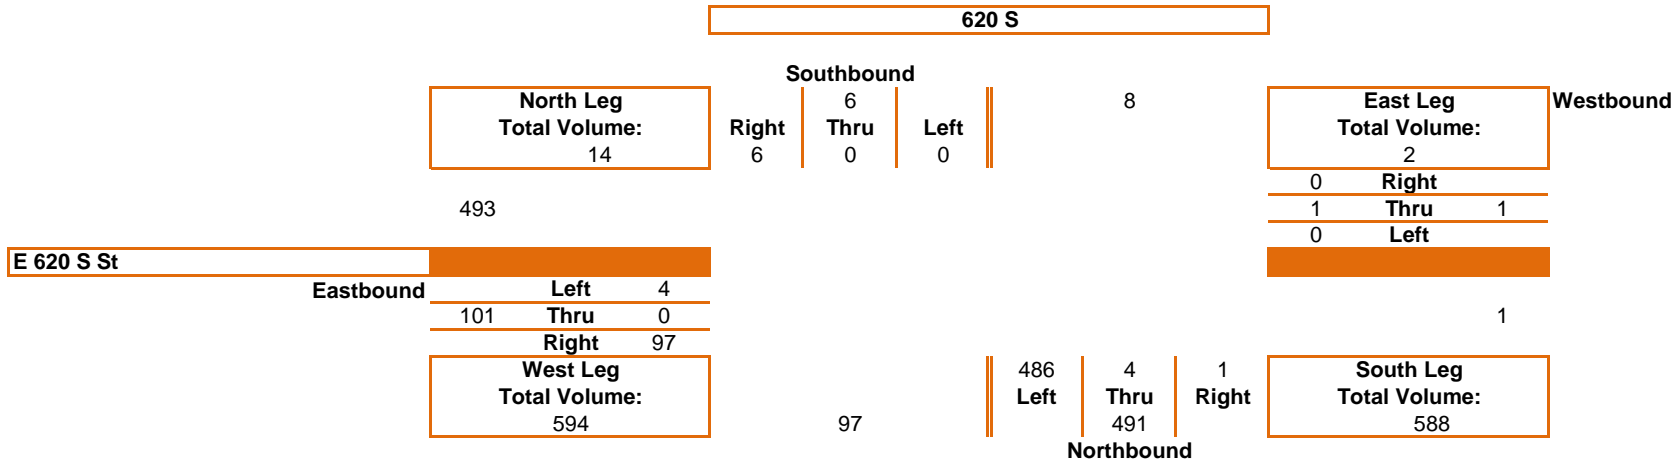 620 S
Southbound
North Leg 6 8 East Leg Westbound
Total Volume: Right Thru Left Total Volume:
14 6 0 0 2
0 Right
493 1 Thru 1
0 Left
E 620 S St
Eastbound Left 4
101 Thru 0 1
Right 97
West Leg 486 4 1 South Leg
Total Volume: Left Thru Right Total Volume:
594 97 491 588
Northbound